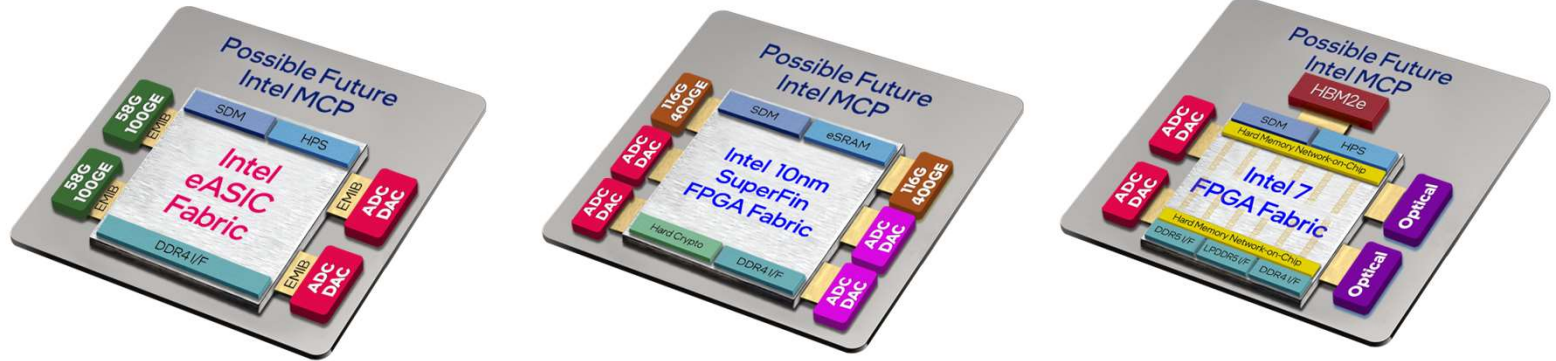 Possible Future
Intel MCP
58G
100GE
EMIB
58G
100GE
EMIB
SDM
HPS
Intel
eASIC
Fabric
EMIB
ADC
DAC
EMIB
ADC
DAC
DDR4 I/F
Possible Future
Intel MCP
116G
400GE
ADC
DAC
ADC
DAC
SDM
eSRAM
Intel 10nm
SuperFin
FPGA Fabric
116G
400GE
ADC
DAC
ADC
DAC
Hard Crypto
DDR4 I/F
Possible Future
Intel MCP
HBM2e
ADC
DAC
ADC
DAC
SDM
HPS
Hard Memory Network-on-Chip
Intel 7
FPGA Fabric
Optical
Optical
Hard Memory Network-on-Chip
DDR5 I/F
LPDDR5 I/F
DDR4 I/F